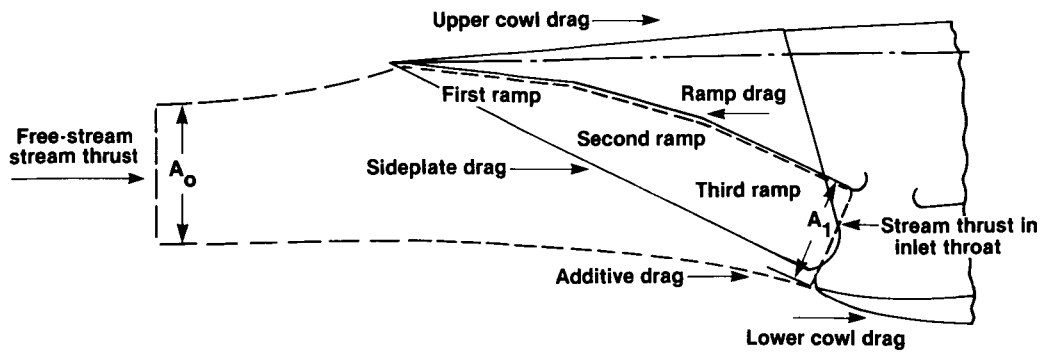 Upper cowl drag
First ramp
Ramp drag
Free-stream
stream thrust
A₀
Second ramp
Sideplate drag
Third ramp
A₁
Stream thrust in
inlet throat
Additive drag
Lower cowl drag